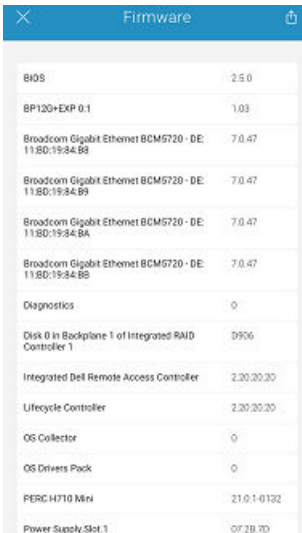 Firmware
BIOS 2.5.0
BP12G+EXP 0:1 1.03
Broadcom Gigabit Ethernet BCM5720 - DE: 7.0.47
11:BD:19:84:B8
Broadcom Gigabit Ethernet BCM5720 - DE: 7.0.47
11:BD:19:84:B9
Broadcom Gigabit Ethernet BCM5720 - DE: 7.0.47
11:BD:19:84:BA
Broadcom Gigabit Ethernet BCM5720 - DE: 7.0.47
11:BD:19:84:BB
Diagnostics 0
Disk 0 in Backplane 1 of Integrated RAID D906
Controller 1
Integrated Dell Remote Access Controller 2.20.20.20
Lifecycle Controller 2.20.20.20
OS Collector 0
OS Drivers Pack 0
PERC H710 Mini 21.0.1-0132
Power Supply.Slot.1 07.2B.7D